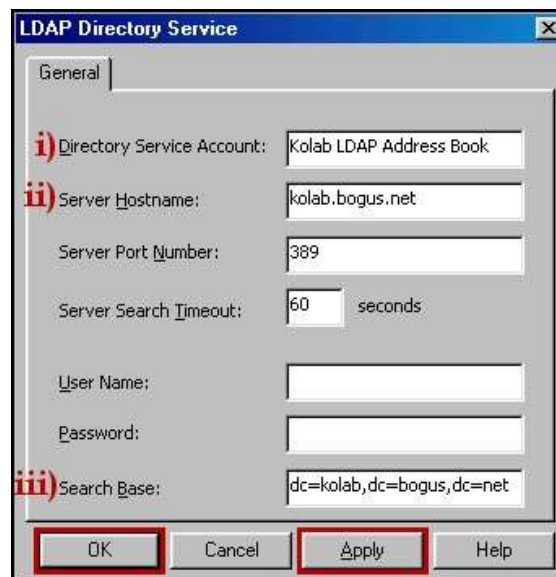 LDAP Directory Service
General
i) Directory Service Account: Kolab LDAP Address Book
ii) Server Hostname: kolab.bogus.net
Server Port Number: 389
Server Search Timeout: 60 seconds
User Name:
Password:
iii) Search Base: dc=kolab,dc=bogus,dc=net
OK Cancel Apply Help